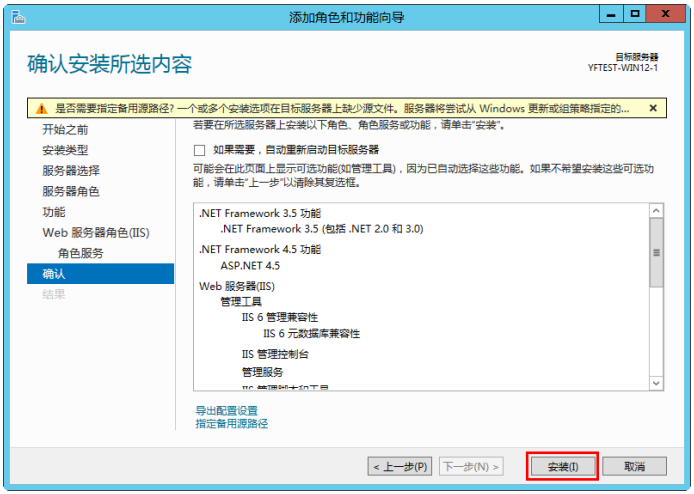 添加角色和功能向导
确认安装所选内容
目标服务器
YFTEST-WIN12-1
是否需要指定备用源路径? 一个或多个安装选项在目标服务器上缺少源文件。服务器将尝试从 Windows 更新或组策略指定的...
开始之前
安装类型
服务器选择
服务器角色
功能
Web 服务器角色(IIS)
角色服务
确认
结果
若要在所选服务器上安装以下角色、角色服务或功能，请单击"安装"。
如果需要，自动重新启动目标服务器
可能会在此页面上显示可选功能(如管理工具)，因为已自动选择这些功能。如果不希望安装这些可选功
能，请单击"上一步"以清除其复选框。
.NET Framework 3.5 功能
.NET Framework 3.5 (包括 .NET 2.0 和 3.0)
.NET Framework 4.5 功能
ASP.NET 4.5
Web 服务器(IIS)
管理工具
IIS 6 管理兼容性
IIS 6 元数据库兼容性
IIS 管理控制台
管理服务
IIS 管理脚本和工具
导出配置设置
指定备用源路径
< 上一步(P)
下一步(N) >
安装(I)
取消